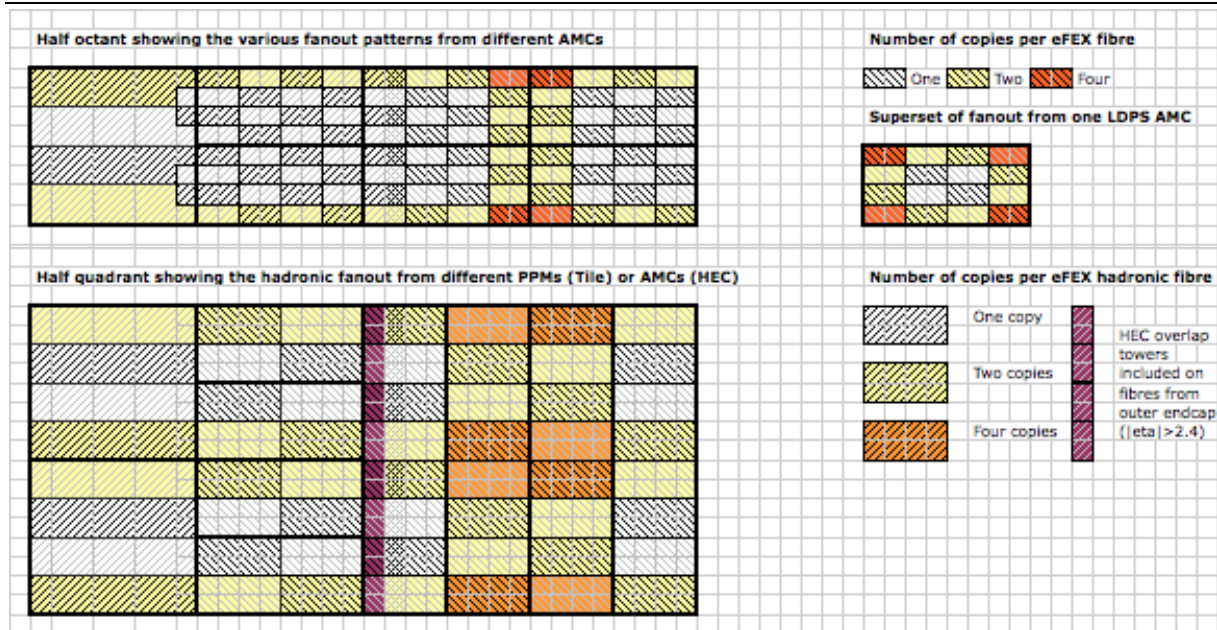 Half octant showing the various fanout patterns from different AMCs
Number of copies per eFEX fibre
One Two Four
Superset of fanout from one LDPS AMC
Half quadrant showing the hadronic fanout from different PPMs (Tile) or AMCs (HEC)
Number of copies per eFEX hadronic fibre
One copy
Two copies
Four copies
HEC overlap
towers
included on
fibres from
outer endcap
(|eta|>2.4)